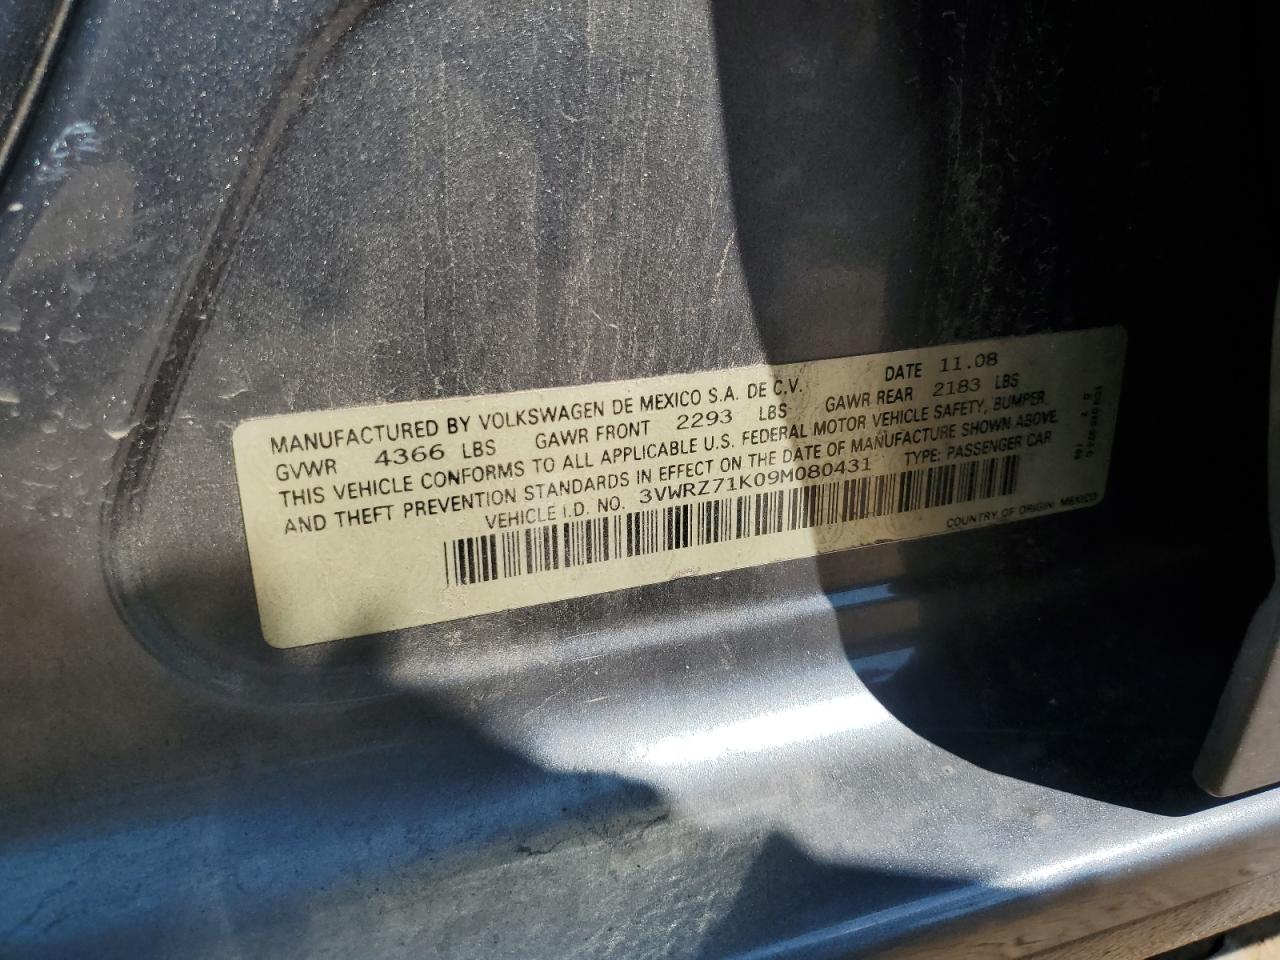 MANUFACTURED BY VOLKSWAGEN DE MEXICO S.A. DE C.V. DATE 11.08
GVWR 4366 LBS GAWR FRONT 2293 LBS GAWR REAR 2183 LBS
THIS VEHICLE CONFORMS TO ALL APPLICABLE U.S. FEDERAL MOTOR VEHICLE SAFETY, BUMPER,
AND THEFT PREVENTION STANDARDS IN EFFECT ON THE DATE OF MANUFACTURE SHOWN ABOVE.
VEHICLE I.D. NO. 3VWRZ71K09M080431 TYPE: PASSENGER CAR
COUNTRY OF ORIGIN: MEXICO